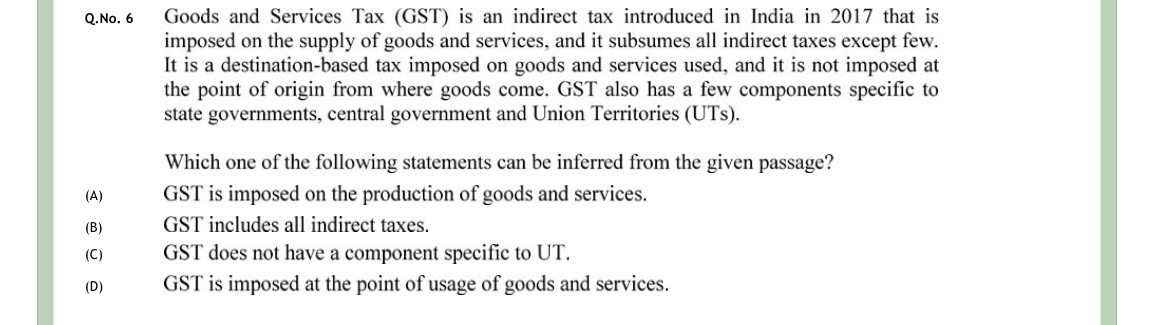 Q.No. 6 Goods and Services Tax (GST) is an indirect tax introduced in India in 2017 that is
imposed on the supply of goods and services, and it subsumes all indirect taxes except few.
It is a destination-based tax imposed on goods and services used, and it is not imposed at
the point of origin from where goods come. GST also has a few components specific to
state governments, central government and Union Territories (UTs).
Which one of the following statements can be inferred from the given passage?
(A) GST is imposed on the production of goods and services.
(B) GST includes all indirect taxes.
(C) GST does not have a component specific to UT.
(D) GST is imposed at the point of usage of goods and services.